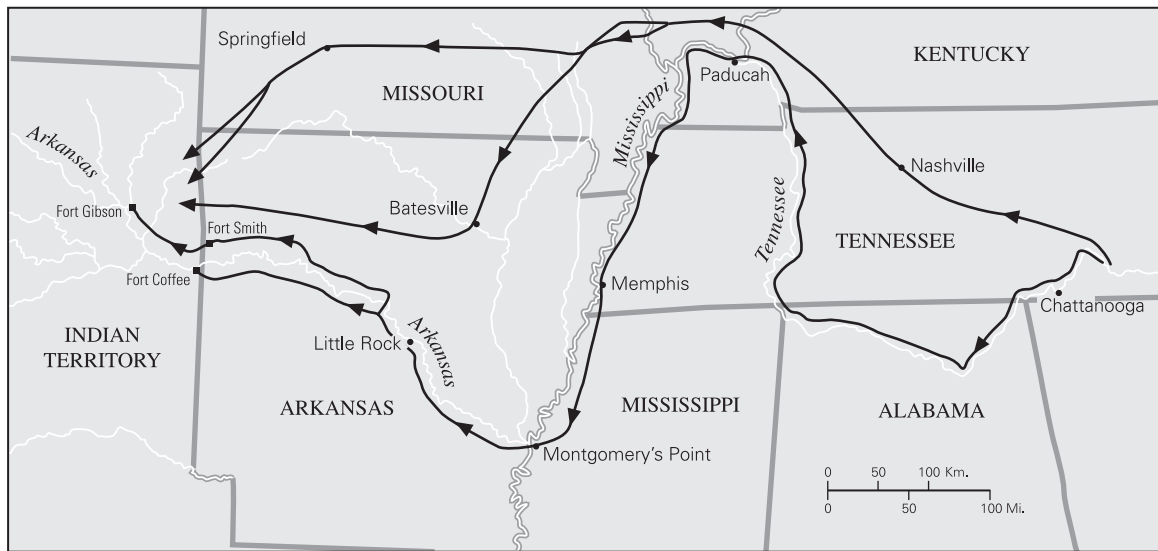 Springfield
KENTUCKY
Paducah
MISSOURI
Mississippi
Arkansas
Nashville
Fort Gibson
Batesville
Fort Smith
Tennessee
TENNESSEE
Fort Coffee
Memphis
Chattanooga
INDIAN
TERRITORY
Little Rock
Arkansas
ARKANSAS
MISSISSIPPI
ALABAMA
Montgomery's Point
0 50 100 Km.
0 50 100 Mi.